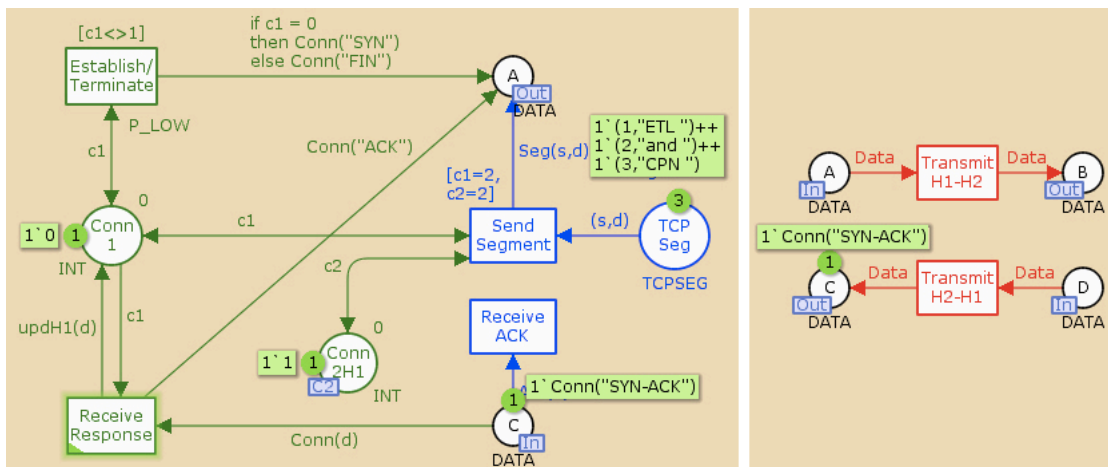 [c1<>1]
Establish/
Terminate
P_LOW
if c1 = 0
then Conn("SYN")
else Conn("FIN")
A
Out
DATA
c1
Conn("ACK")
Seg(s,d)
1`(1,"ETL ")++
1`(2,"and ")++
1`(3,"CPN ")
[c1=2,
c2=2]
0
1`0
1
Conn
1
INT
c1
Send
Segment
(s,d)
3
TCP
Seg
TCPSEG
c2
updH1(d)
c1
0
1`1
1
Conn
2H1
C2
INT
Receive
ACK
1`Conn("SYN-ACK")
1
C
In
DATA
Receive
Response
Conn(d)
A
In
DATA
Data
Transmit
H1-H2
Data
B
Out
DATA
1`Conn("SYN-ACK")
1
C
Out
DATA
Data
Transmit
H2-H1
Data
D
In
DATA